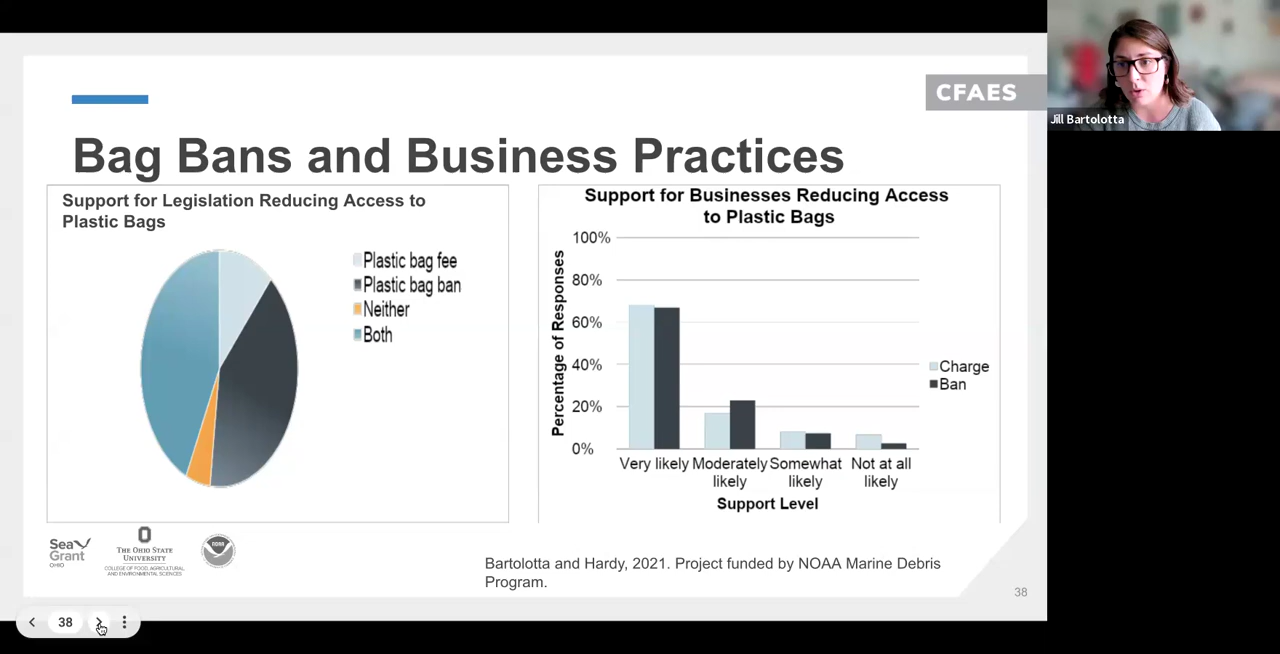 CFAES
Jill Bartolotta
Bag Bans and Business Practices
Support for Legislation Reducing Access to
Plastic Bags
Plastic bag fee
Plastic bag ban
Neither
Both
Support for Businesses Reducing Access
to Plastic Bags
Percentage of Responses
100%
80%
60%
40%
20%
0%
Charge
Ban
Very likely
Moderately
likely
Somewhat
likely
Not at all
likely
Support Level
Sea
Grant
OHIO
THE OHIO STATE
UNIVERSITY
COLLEGE OF FOOD, AGRICULTURAL,
AND ENVIRONMENTAL SCIENCES
NOAA
Bartolotta and Hardy, 2021. Project funded by NOAA Marine Debris
Program.
38
38